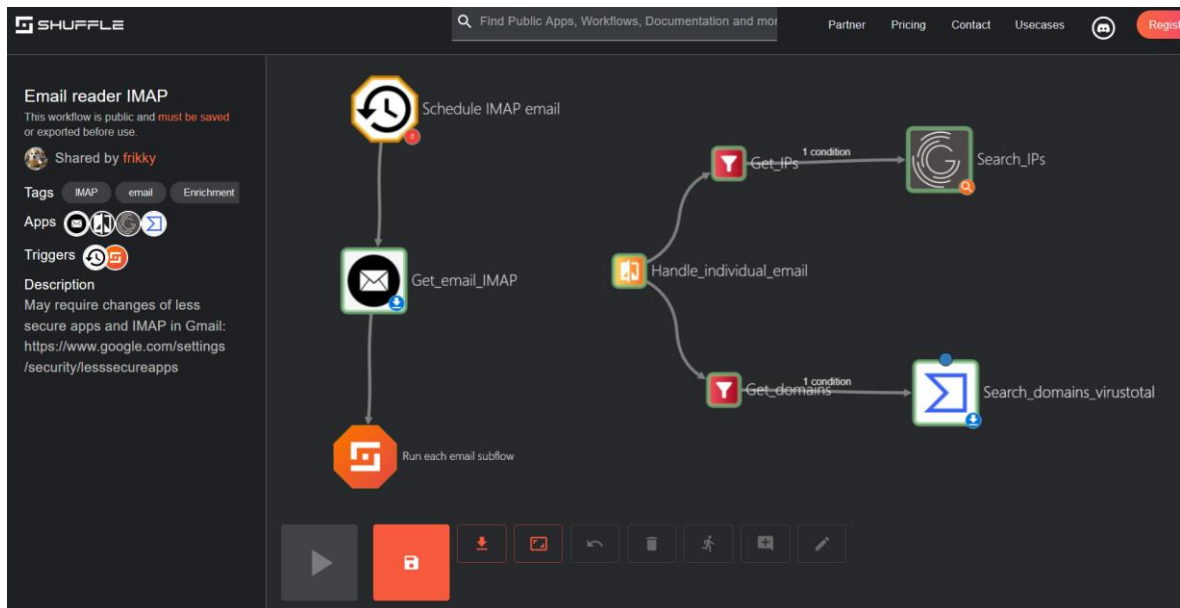 SHUFFLE
Find Public Apps, Workflows, Documentation and mor
Partner
Pricing
Contact
Usecases
Regist
Email reader IMAP
This workflow is public and must be saved
or exported before use.
Shared by frikky
Tags IMAP email Enrichment
Apps
Triggers
Description
May require changes of less
secure apps and IMAP in Gmail:
https://www.google.com/settings
/security/lesssecureapps
Schedule IMAP email
Get_email_IMAP
Run each email subflow
Handle_individual_email
Get_IPs
1 condition
Search_IPs
Get_domains
1 condition
Search_domains_virustotal